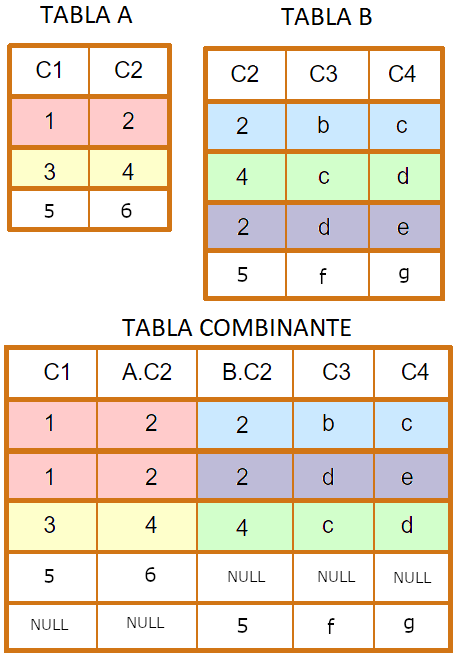 TABLA A
C1 C2
1 2
3 4
5 6
TABLA B
C2 C3 C4
2 b c
4 c d
2 d e
5 f g
TABLA COMBINANTE
C1 A.C2 B.C2 C3 C4
1 2 2 b c
1 2 2 d e
3 4 4 c d
5 6 NULL NULL NULL
NULL NULL 5 f g